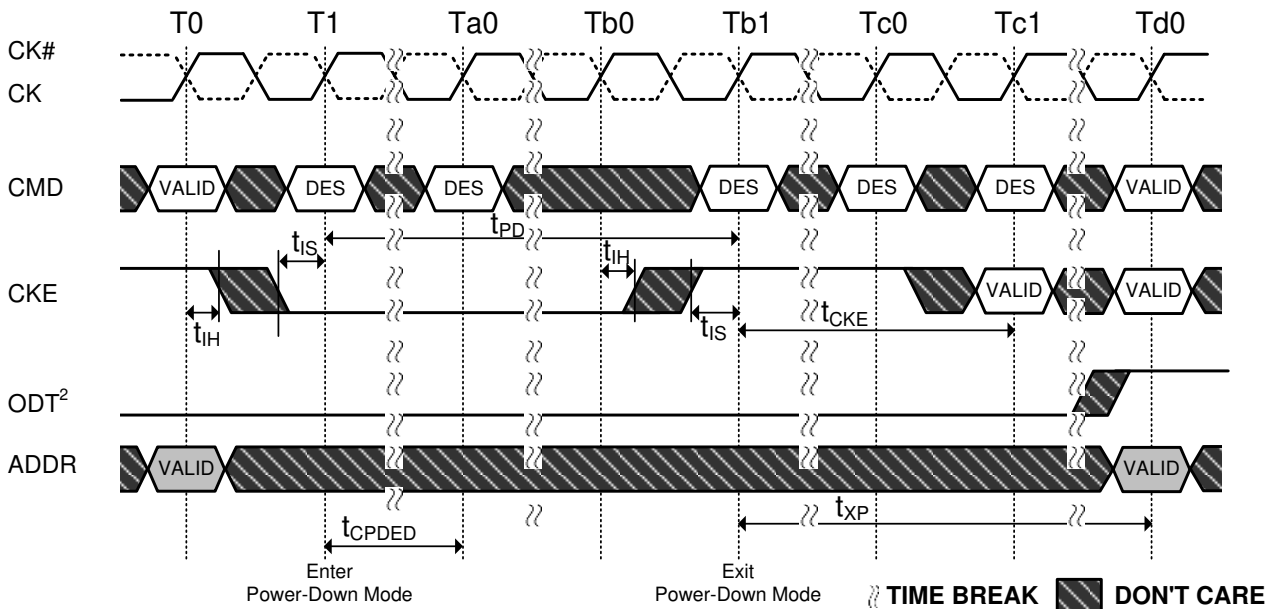 T0 T1 Ta0 Tb0 Tb1 Tc0 Tc1 Td0
CK#
CK
CMD VALID DES DES DES DES DES VALID
tPD
tIS tIH
CKE VALID VALID
tIH tIS tCKE
ODT2
ADDR VALID VALID
tCPDED tXP
Enter
Power-Down Mode
Exit
Power-Down Mode
TIME BREAK DON'T CARE